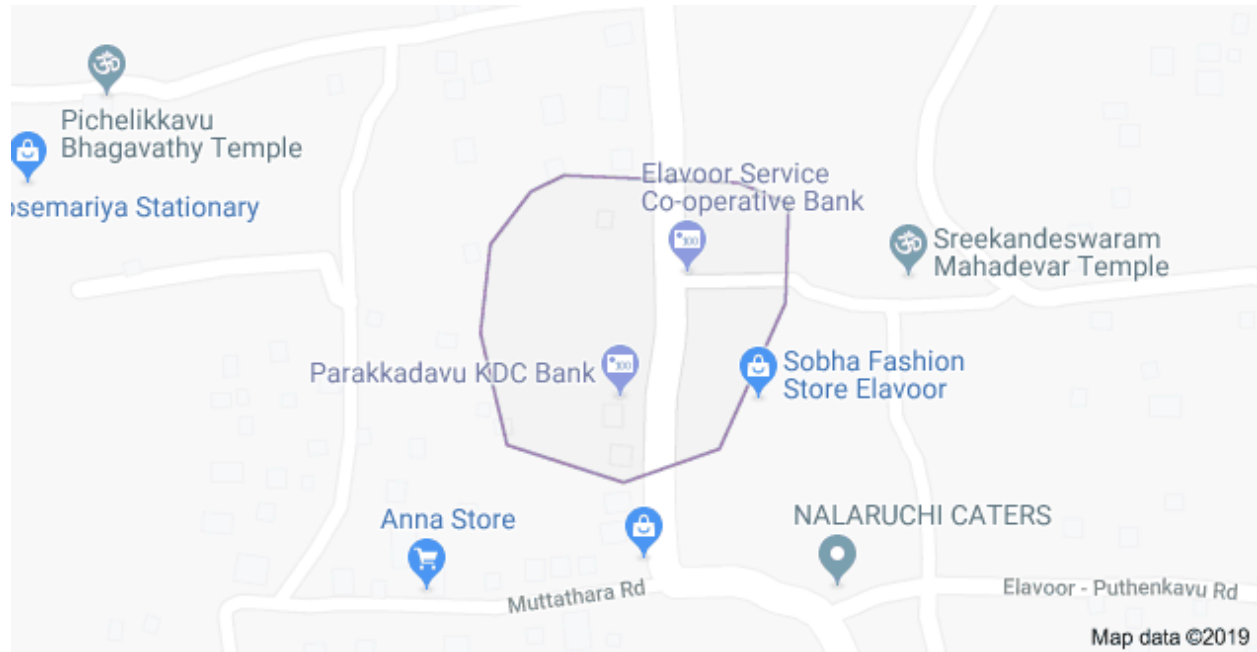 Pichelikkavu
Bhagavathy Temple
osemariya Stationary
Elavoor Service
Co-operative Bank
Sreekandeswaram
Mahadevar Temple
Parakkadavu KDC Bank
Sobha Fashion
Store Elavoor
Anna Store
NALARUCHI CATERS
Muttathara Rd
Elavoor - Puthenkavu Rd
Map data ©2019